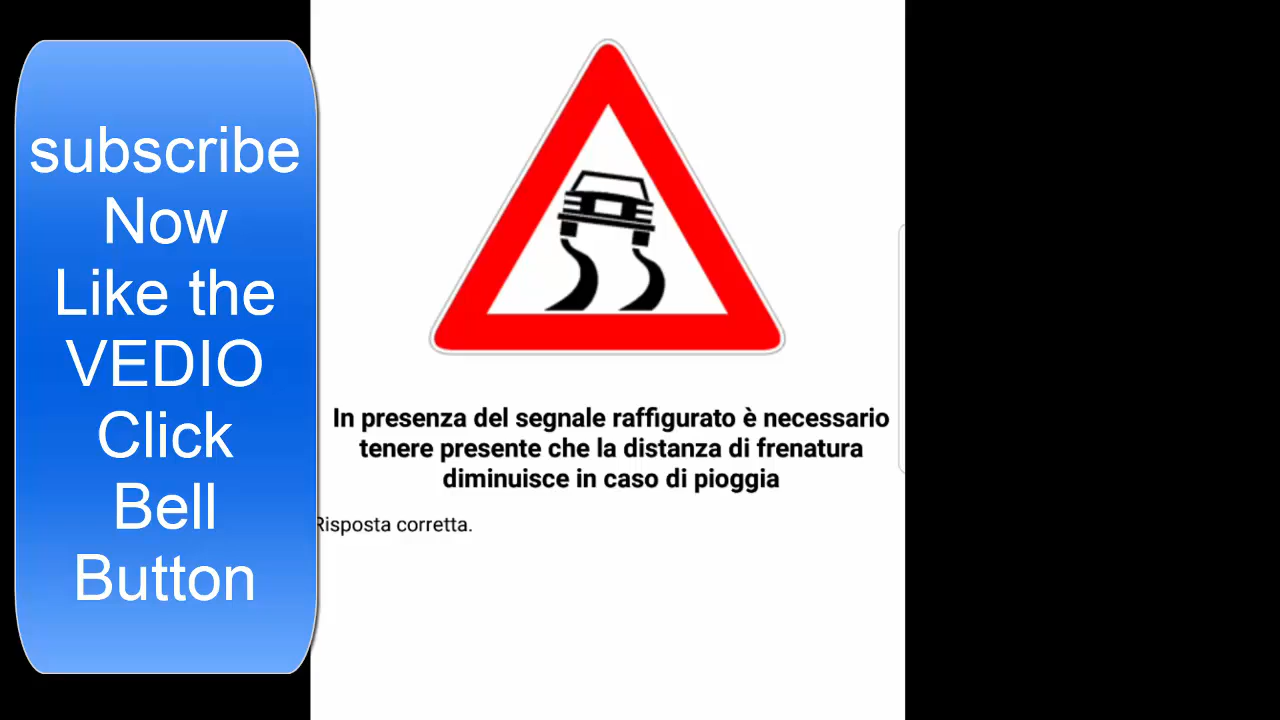 subscribe
Now
Like the
VEDIO
Click
Bell
Button
In presenza del segnale raffigurato è necessario
tenere presente che la distanza di frenatura
diminuisce in caso di pioggia
Risposta corretta.